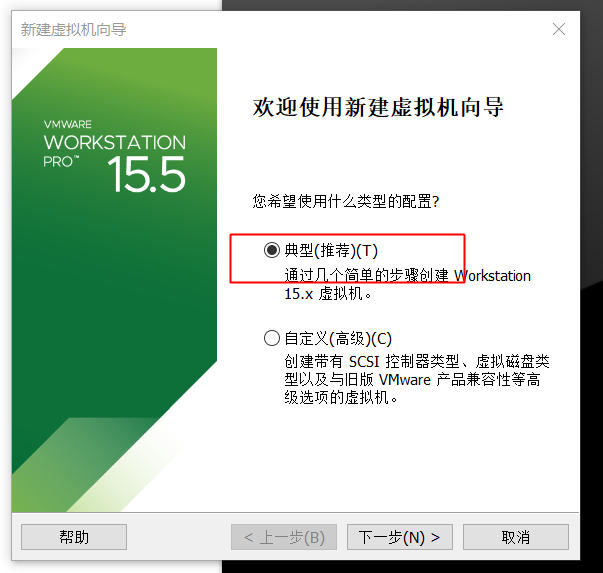 新建虚拟机向导
VMWARE
WORKSTATION
PRO™ 15.5
欢迎使用新建虚拟机向导
您希望使用什么类型的配置?
典型(推荐)(T)
通过几个简单的步骤创建 Workstation
15.x 虚拟机。
自定义(高级)(C)
创建带有 SCSI 控制器类型、虚拟磁盘类
型以及与旧版 VMware 产品兼容性等高
级选项的虚拟机。
帮助
< 上一步(B)
下一步(N) >
取消